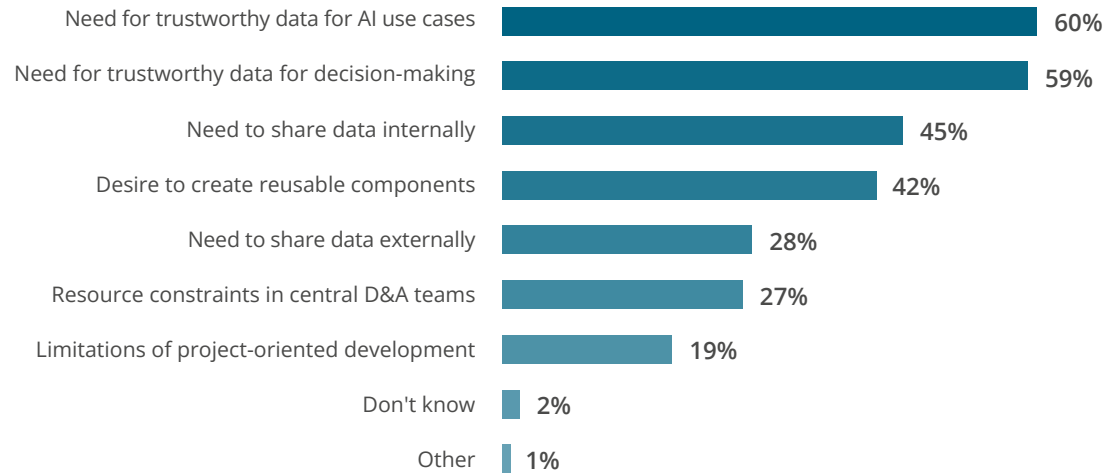 Need for trustworthy data for AI use cases 60%
Need for trustworthy data for decision-making 59%
Need to share data internally 45%
Desire to create reusable components 42%
Need to share data externally 28%
Resource constraints in central D&A teams 27%
Limitations of project-oriented development 19%
Don't know 2%
Other 1%